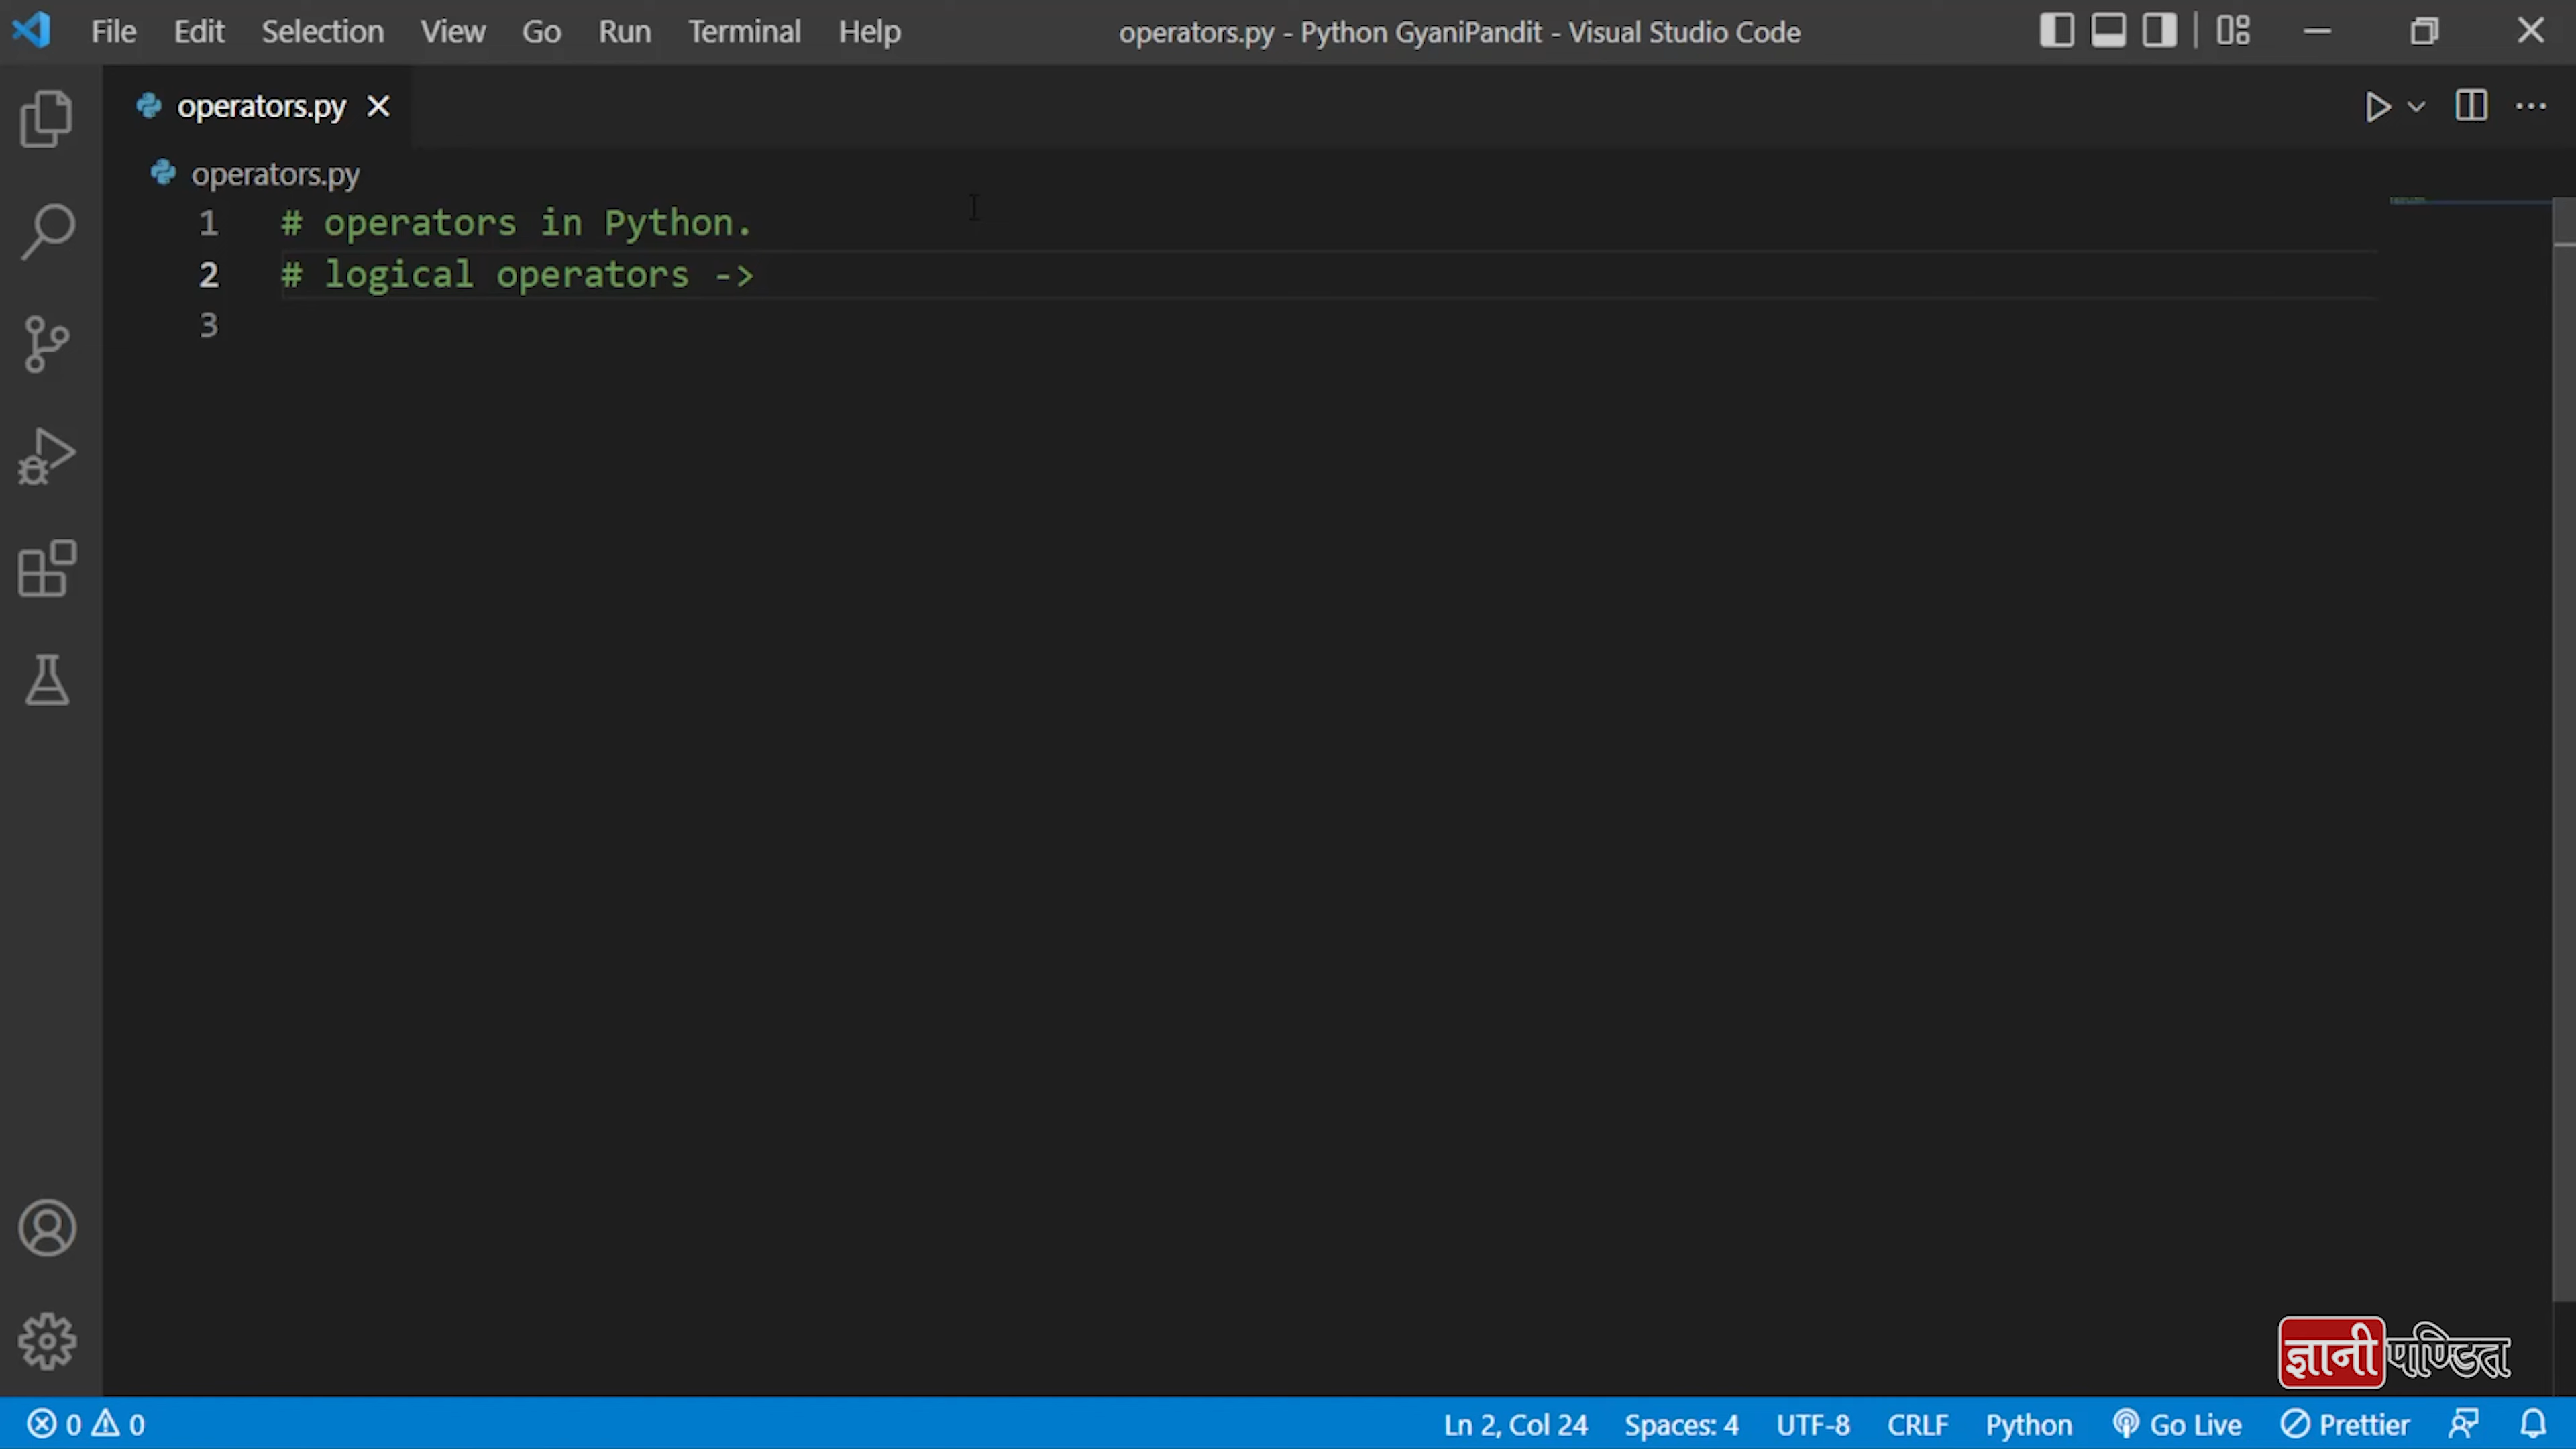 File Edit Selection View Go Run Terminal Help operators.py - Python GyaniPandit - Visual Studio Code
operators.py
operators.py
1 # operators in Python.
2 # logical operators ->
3
ज्ञानीपण्डित
0 0 Ln 2, Col 24 Spaces: 4 UTF-8 CRLF Python Go Live Prettier